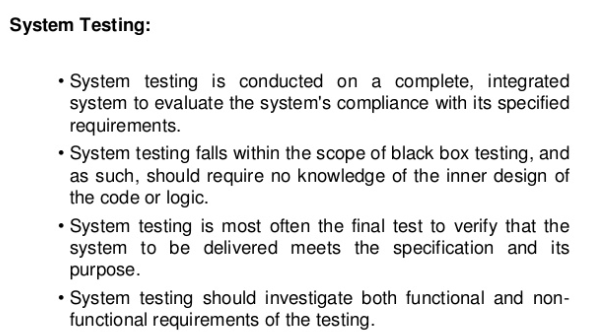 System Testing:
• System testing is conducted on a complete, integrated
system to evaluate the system's compliance with its specified
requirements.
• System testing falls within the scope of black box testing, and
as such, should require no knowledge of the inner design of
the code or logic.
• System testing is most often the final test to verify that the
system to be delivered meets the specification and its
purpose.
• System testing should investigate both functional and non-
functional requirements of the testing.